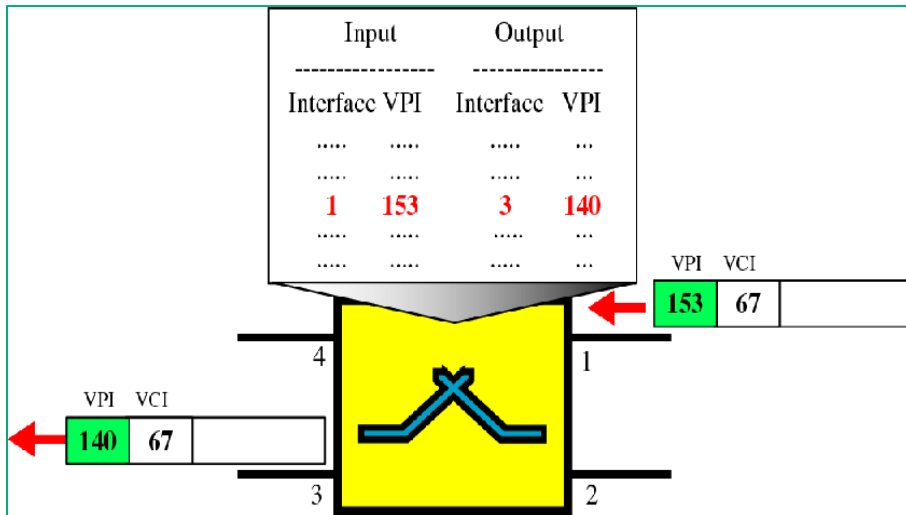 Input Output
----------------- ----------------
Interface VPI Interface VPI
..... ..... ..... ...
..... ..... ..... ...
1 153 3 140
..... ..... ..... ...
..... ..... ..... ...
VPI VCI
153 67
4 1
VPI VCI
140 67
3 2